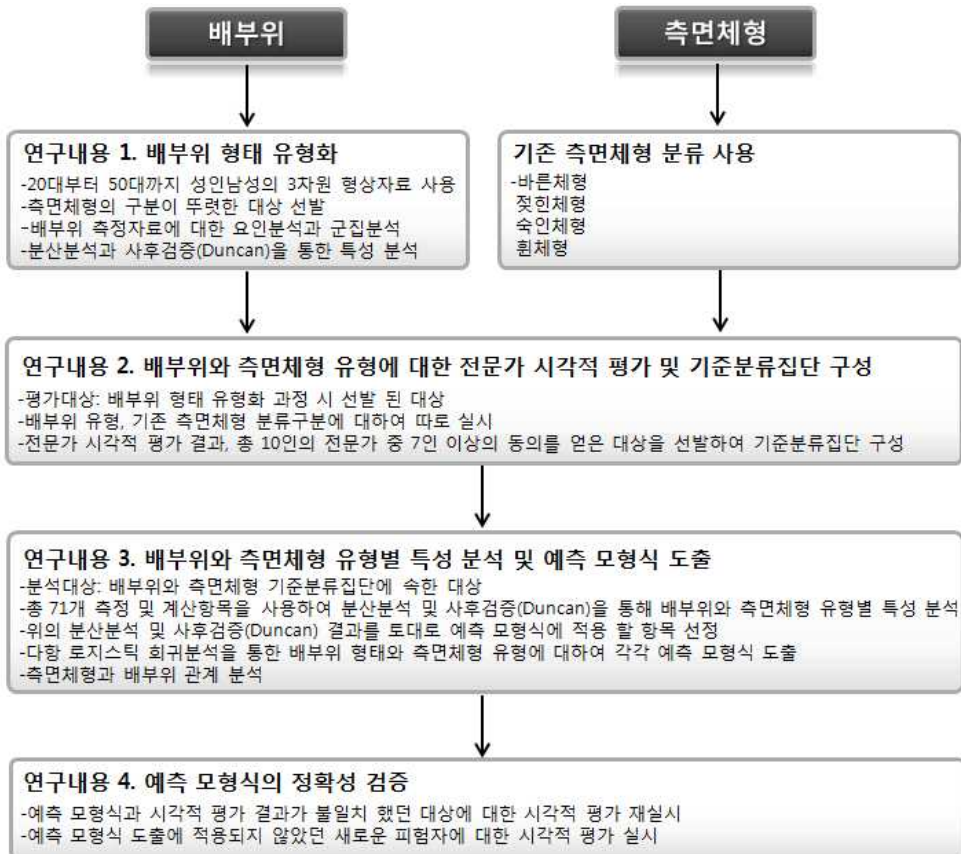 배부위
측면체형
연구내용 1. 배부위 형태 유형화
-20대부터 50대까지 성인남성의 3차원 형상자료 사용
-측면체형의 구분이 뚜렷한 대상 선발
-배부위 측정자료에 대한 요인분석과 군집분석
-분산분석과 사후검증(Duncan)을 통한 특성 분석
기존 측면체형 분류 사용
-바른체형
젖힌체형
숙인체형
휜체형
연구내용 2. 배부위와 측면체형 유형에 대한 전문가 시각적 평가 및 기준분류집단 구성
-평가대상: 배부위 형태 유형화 과정 시 선발 된 대상
-배부위 유형, 기존 측면체형 분류구분에 대하여 따로 실시
-전문가 시각적 평가 결과, 총 10인의 전문가 중 7인 이상의 동의를 얻은 대상을 선발하여 기준분류집단 구성
연구내용 3. 배부위와 측면체형 유형별 특성 분석 및 예측 모형식 도출
-분석대상: 배부위와 측면체형 기준분류집단에 속한 대상
-총 71개 측정 및 계산항목을 사용하여 분산분석 및 사후검증(Duncan)을 통해 배부위와 측면체형 유형별 특성 분석
-위의 분산분석 및 사후검증(Duncan) 결과를 토대로 예측 모형식에 적용 할 항목 선정
-다항 로지스틱 회귀분석을 통한 배부위 형태와 측면체형 유형에 대하여 각각 예측 모형식 도출
-측면체형과 배부위 관계 분석
연구내용 4. 예측 모형식의 정확성 검증
-예측 모형식과 시각적 평가 결과가 불일치 했던 대상에 대한 시각적 평가 재실시
-예측 모형식 도출에 적용되지 않았던 새로운 피험자에 대한 시각적 평가 실시